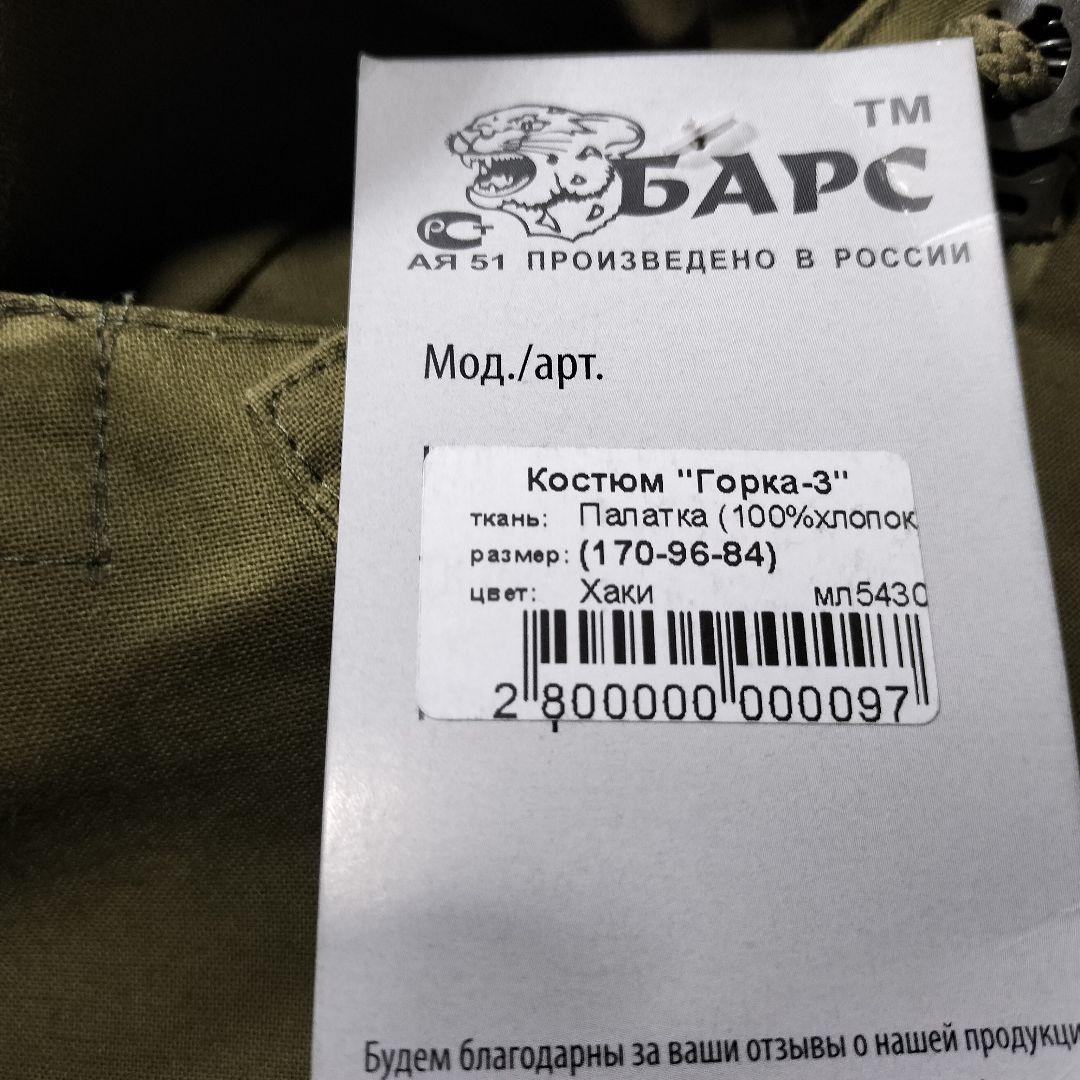 ТМ
БАРС
РС
АЯ 51 ПРОИЗВЕДЕНО В РОССИИ
Мод./арт.
Костюм "Горка-3"
ткань: Палатка (100%хлопок
размер: (170-96-84)
цвет: Хаки мл5430
2 800000 000097
Будем благодарны за ваши отзывы о нашей продукци